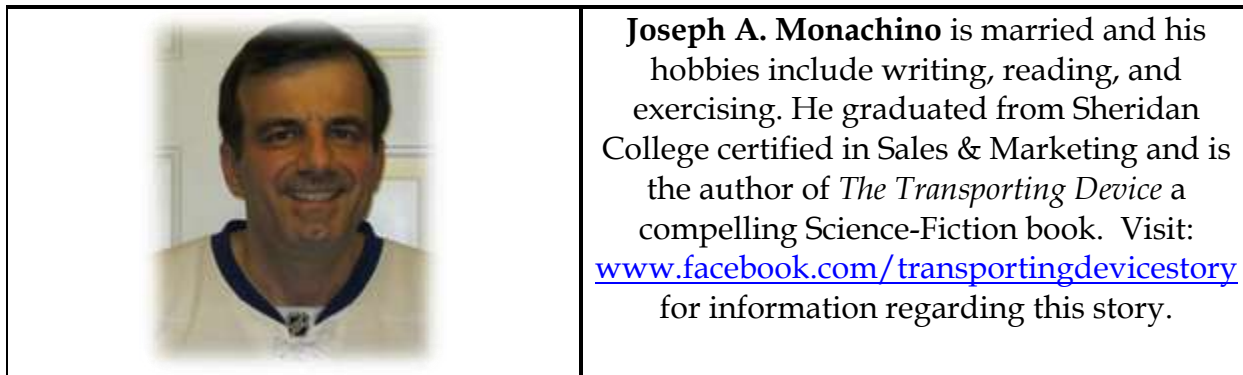 Joseph A. Monachino is married and his
hobbies include writing, reading, and
exercising. He graduated from Sheridan
College certified in Sales & Marketing and is
the author of The Transporting Device a
compelling Science-Fiction book. Visit:
www.facebook.com/transportingdevicestory
for information regarding this story.